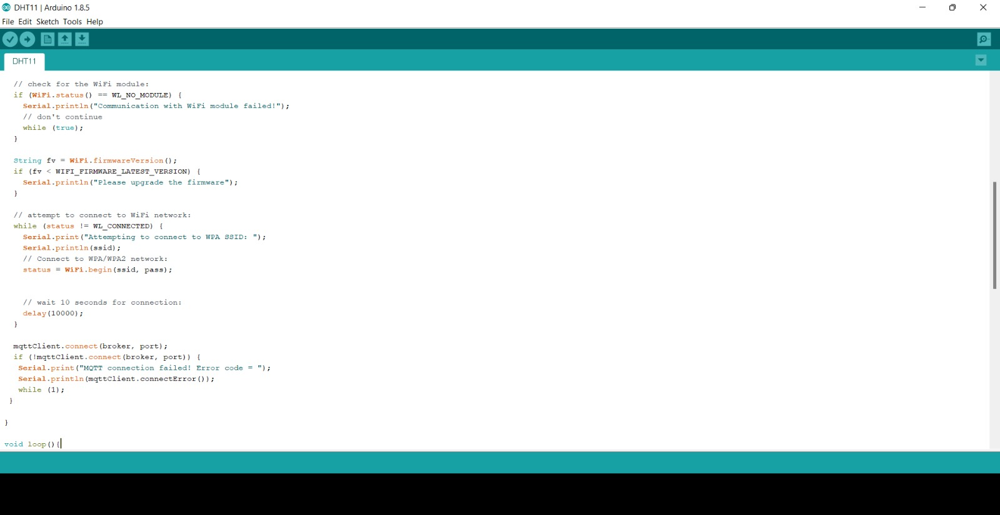 DHT11 | Arduino 1.8.5
File Edit Sketch Tools Help
DHT11
// check for the WiFi module:
if (WiFi.status() == WL_NO_MODULE) {
Serial.println("Communication with WiFi module failed!");
// don't continue
while (true);
}
String fv = WiFi.firmwareVersion();
if (fv < WIFI_FIRMWARE_LATEST_VERSION) {
Serial.println("Please upgrade the firmware");
}
// attempt to connect to WiFi network:
while (status != WL_CONNECTED) {
Serial.print("Attempting to connect to WPA SSID: ");
Serial.println(ssid);
// Connect to WPA/WPA2 network:
status = WiFi.begin(ssid, pass);
// wait 10 seconds for connection:
delay(10000);
}
mqttClient.connect(broker, port);
if (!mqttClient.connect(broker, port)) {
Serial.print("MQTT connection failed! Error code = ");
Serial.println(mqttClient.connectError());
while (1);
}
}
void loop(){